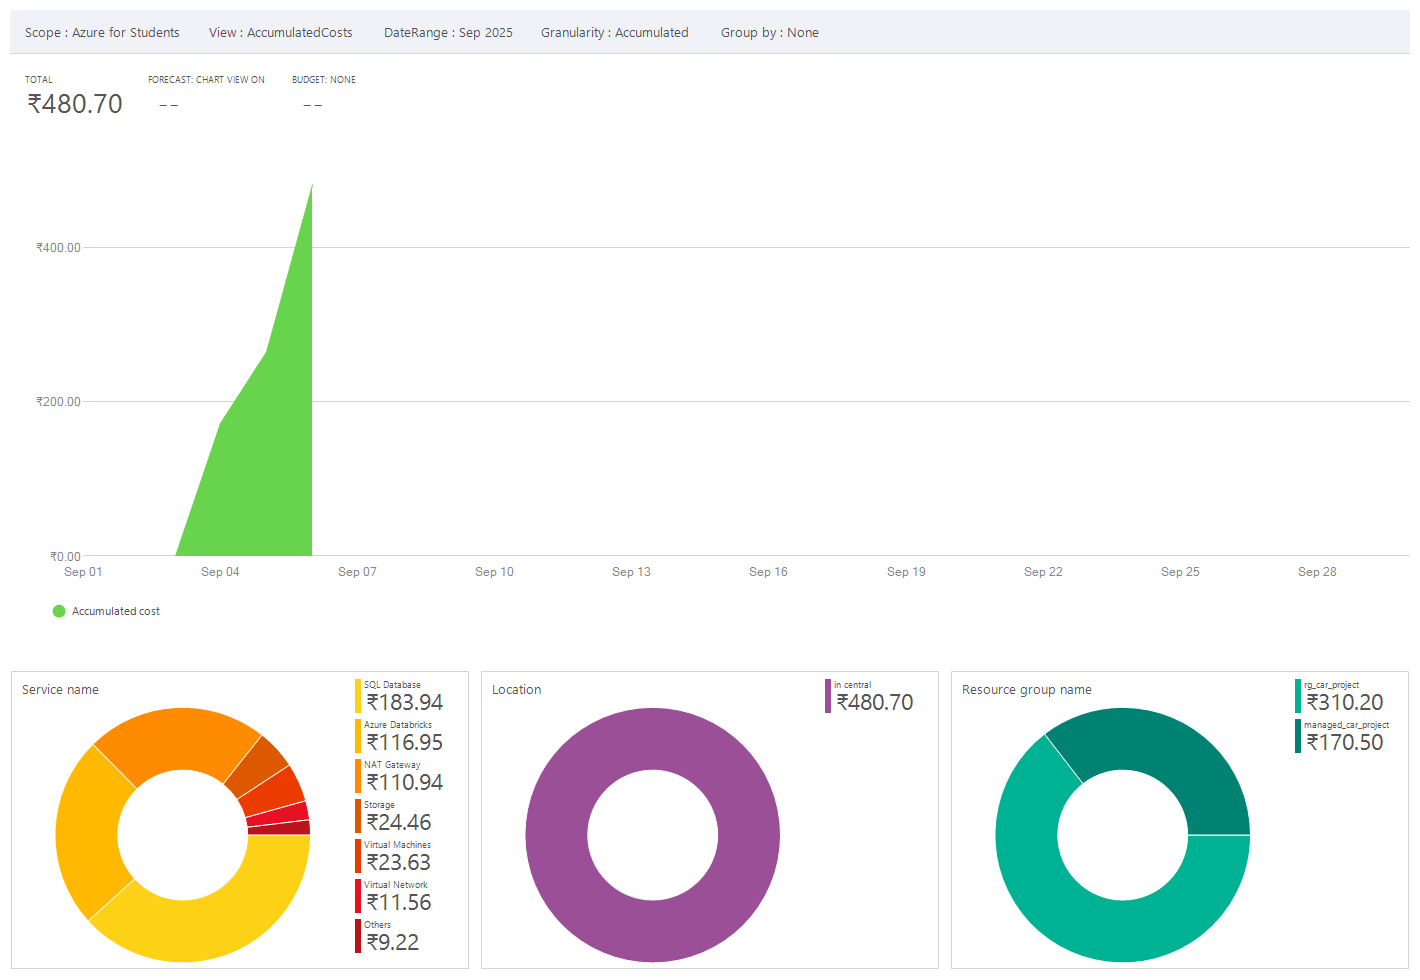 Scope : Azure for Students View : AccumulatedCosts DateRange : Sep 2025 Granularity : Accumulated Group by : None
TOTAL FORECAST: CHART VIEW ON BUDGET: NONE
₹480.70 -- --
₹400.00
₹200.00
₹0.00
Sep 01 Sep 04 Sep 07 Sep 10 Sep 13 Sep 16 Sep 19 Sep 22 Sep 25 Sep 28
Accumulated cost
Service name
SQL Database
₹183.94
Azure Databricks
₹116.95
NAT Gateway
₹110.94
Storage
₹24.46
Virtual Machines
₹23.63
Virtual Network
₹11.56
Others
₹9.22
Location
in central
₹480.70
Resource group name
rg_car_project
₹310.20
managed_car_project
₹170.50